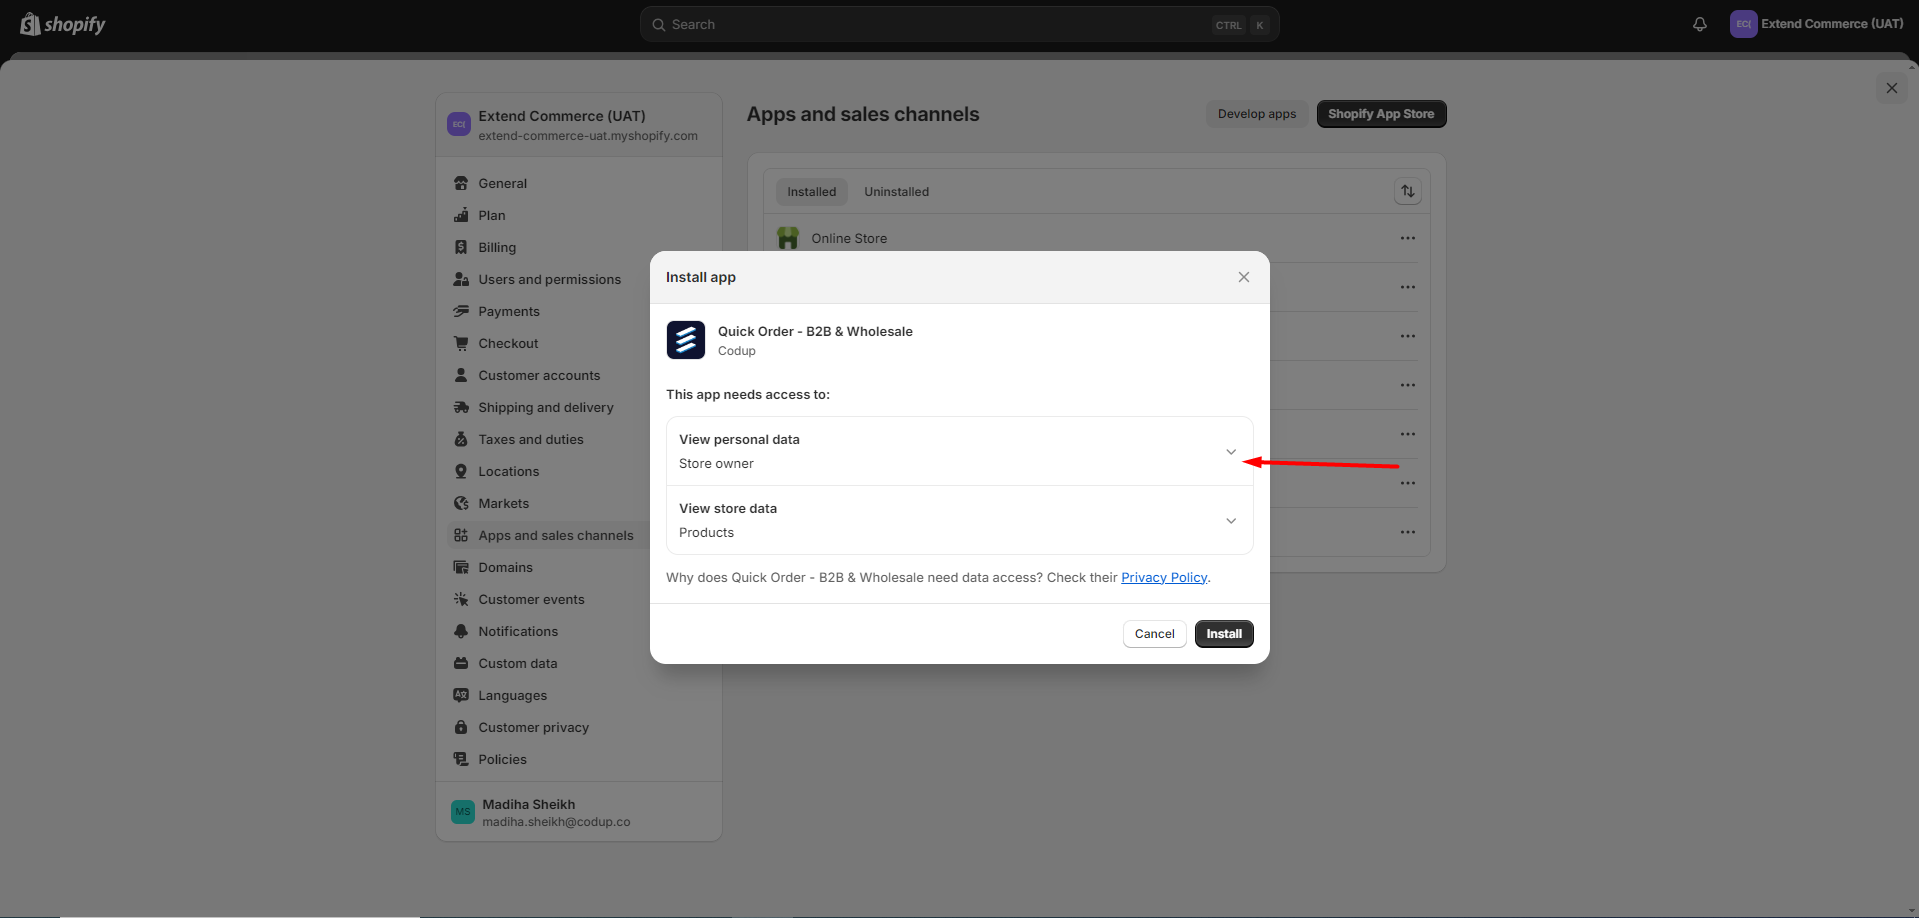 shopify
Search
CTRL K
EC(
Extend Commerce (UAT)
EC(
Extend Commerce (UAT)
extend-commerce-uat.myshopify.com
General
Plan
Billing
Users and permissions
Payments
Checkout
Customer accounts
Shipping and delivery
Taxes and duties
Locations
Markets
Apps and sales channels
Domains
Customer events
Notifications
Custom data
Languages
Customer privacy
Policies
MS
Madiha Sheikh
madiha.sheikh@codup.co
Apps and sales channels
Develop apps
Shopify App Store
Installed
Uninstalled
Online Store
Install app
Quick Order - B2B & Wholesale
Codup
This app needs access to:
View personal data
Store owner
View store data
Products
Why does Quick Order - B2B & Wholesale need data access? Check their Privacy Policy.
Cancel
Install